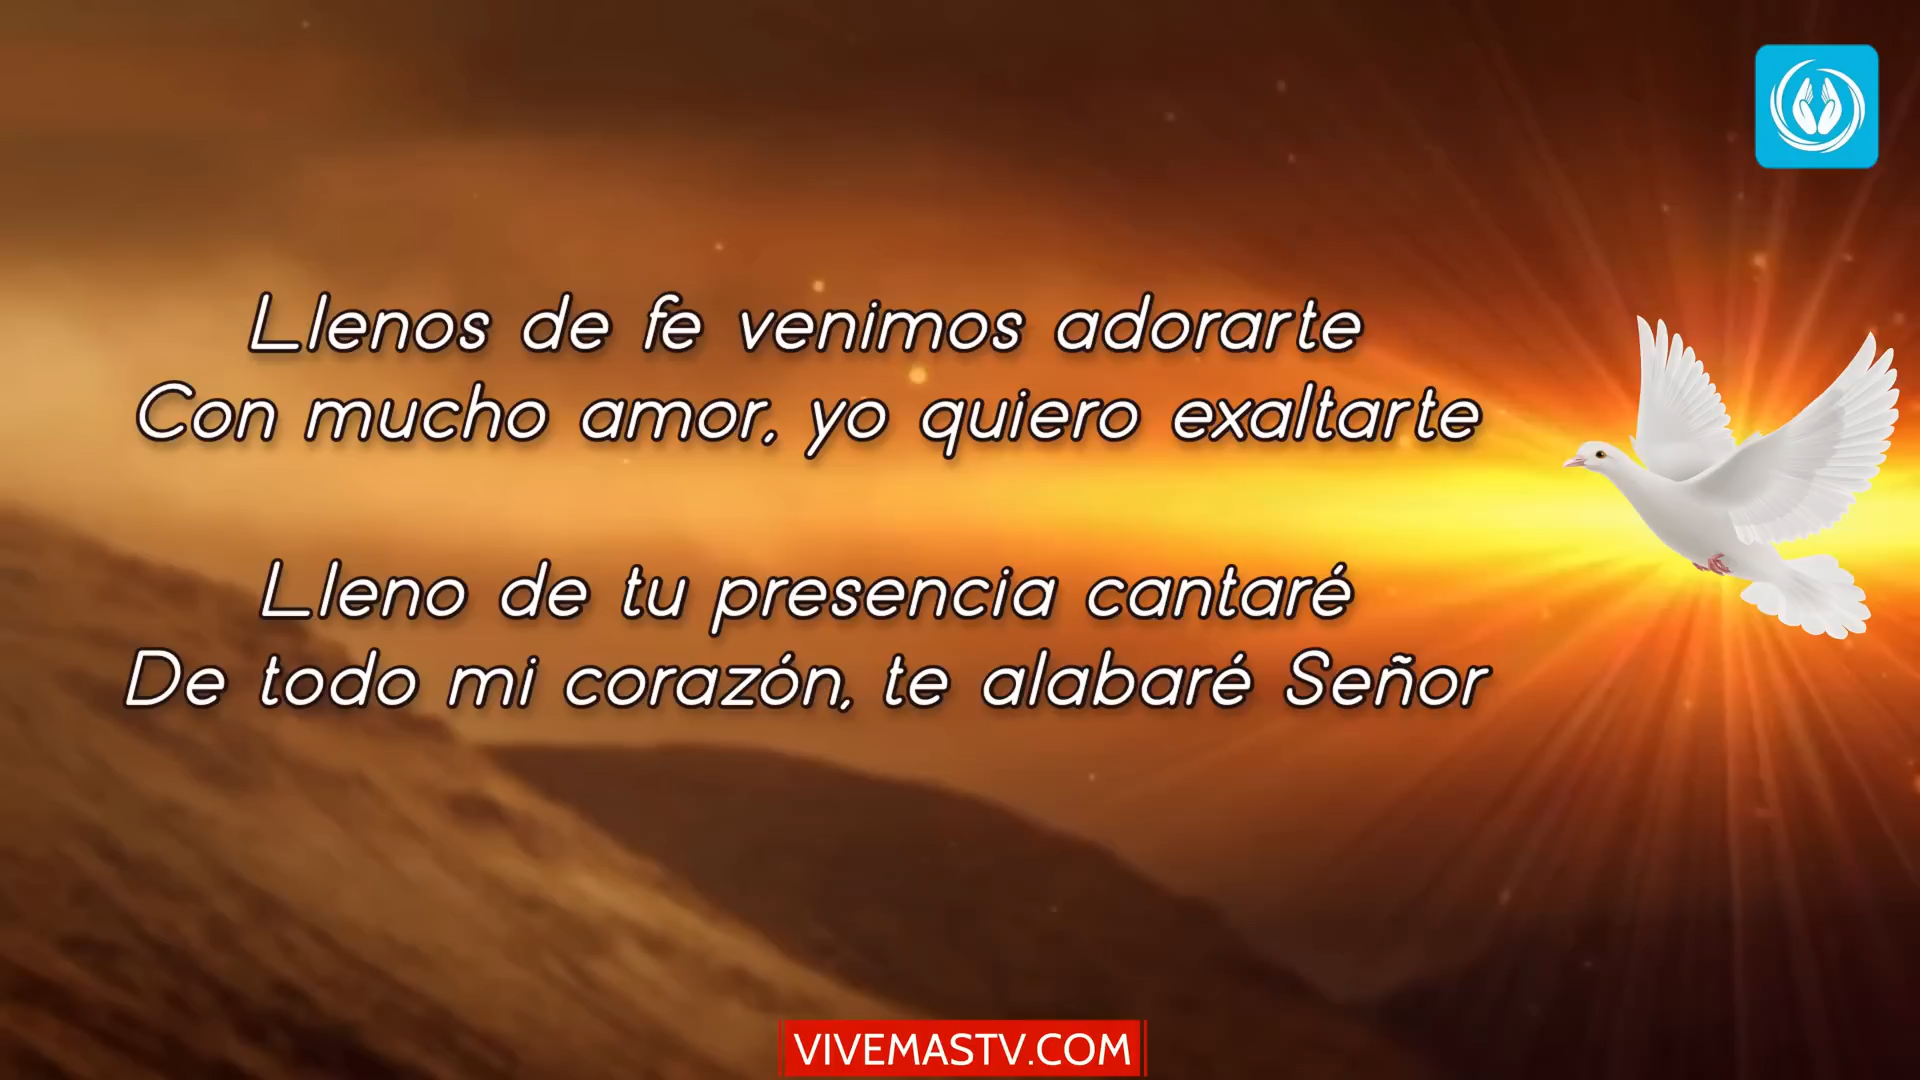 Llenos de fe venimos adorarte
Con mucho amor, yo quiero exaltarte
Lleno de tu presencia cantaré
De todo mi corazón, te alabaré Señor
VIVEMASTV.COM